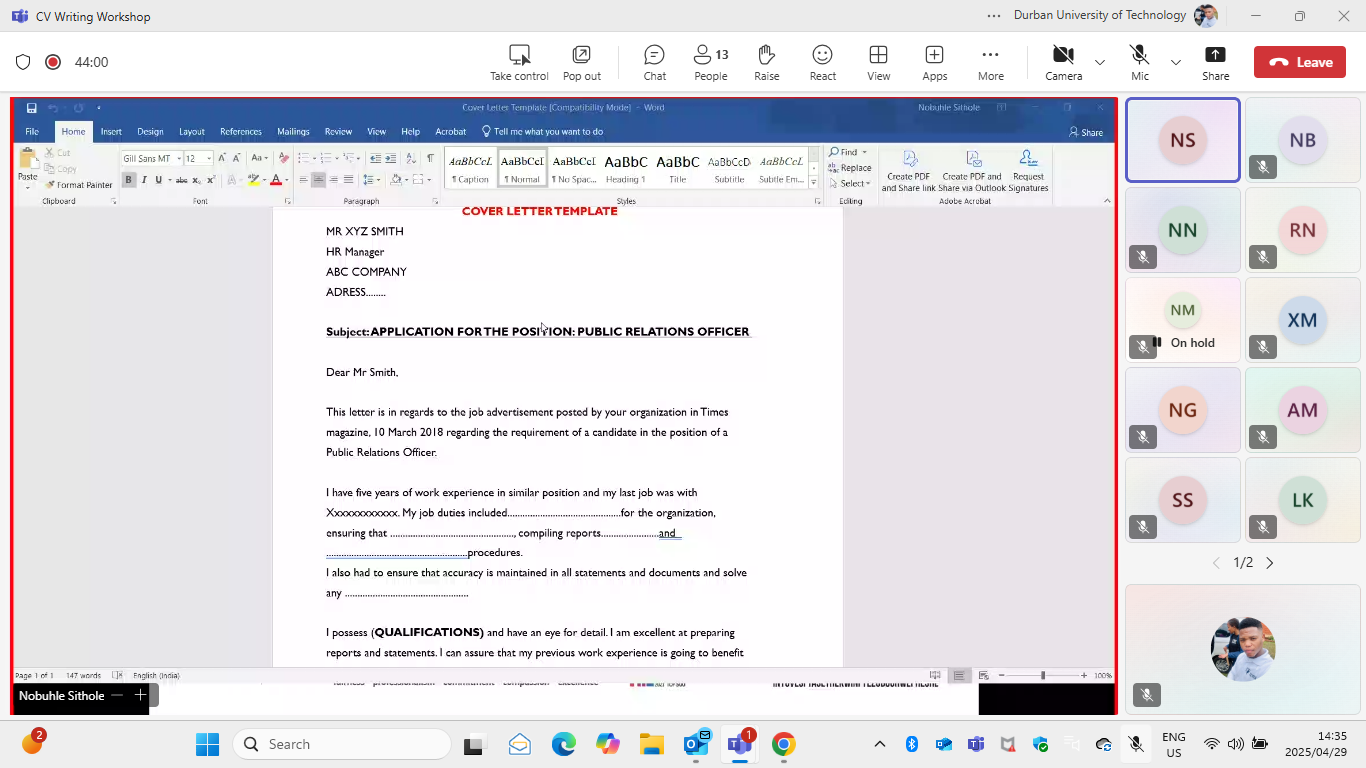 CV Writing Workshop
Durban University of Technology
44:00
Take control
Pop out
Chat
13
People
Raise
React
View
Apps
More
Camera
Mic
Share
Leave
Cover Letter Template [Compatibility Mode] - Word
Nobuhle Sithole
File
Home
Insert
Design
Layout
References
Mailings
Review
View
Help
Acrobat
Tell me what you want to do
Share
Paste
Cut
Copy
Format Painter
Clipboard
Gill Sans MT
12
Font
Paragraph
AaBbCcL
¶ Caption
AaBbCcI
¶ Normal
AaBbCcI
¶ No Spac...
AaBbC
Heading 1
AaBbC
Title
AaBbCcD
Subtitle
AaBbCcL
Subtle Em...
Styles
Find
Replace
Select
Editing
Create PDF
and Share link
Create PDF and
Share via Outlook
Request
Signatures
Adobe Acrobat
COVER LETTER TEMPLATE
MR XYZ SMITH
HR Manager
ABC COMPANY
ADRESS........
Subject: APPLICATION FOR THE POSITION: PUBLIC RELATIONS OFFICER
Dear Mr Smith,
This letter is in regards to the job advertisement posted by your organization in Times
magazine, 10 March 2018 regarding the requirement of a candidate in the position of a
Public Relations Officer.
I have five years of work experience in similar position and my last job was with
Xxxxxxxxxxxx. My job duties included.............................................for the organization,
ensuring that ................................................., compiling reports.......................and
........................................................procedures.
I also had to ensure that accuracy is maintained in all statements and documents and solve
any .................................................
I possess (QUALIFICATIONS) and have an eye for detail. I am excellent at preparing
reports and statements. I can assure that my previous work experience is going to benefit
Page 1 of 1
147 words
English (India)
100%
Nobuhle Sithole
NS
NB
NN
RN
NM
On hold
XM
NG
AM
SS
LK
1/2
2
Search
1
ENG
US
14:35
2025/04/29